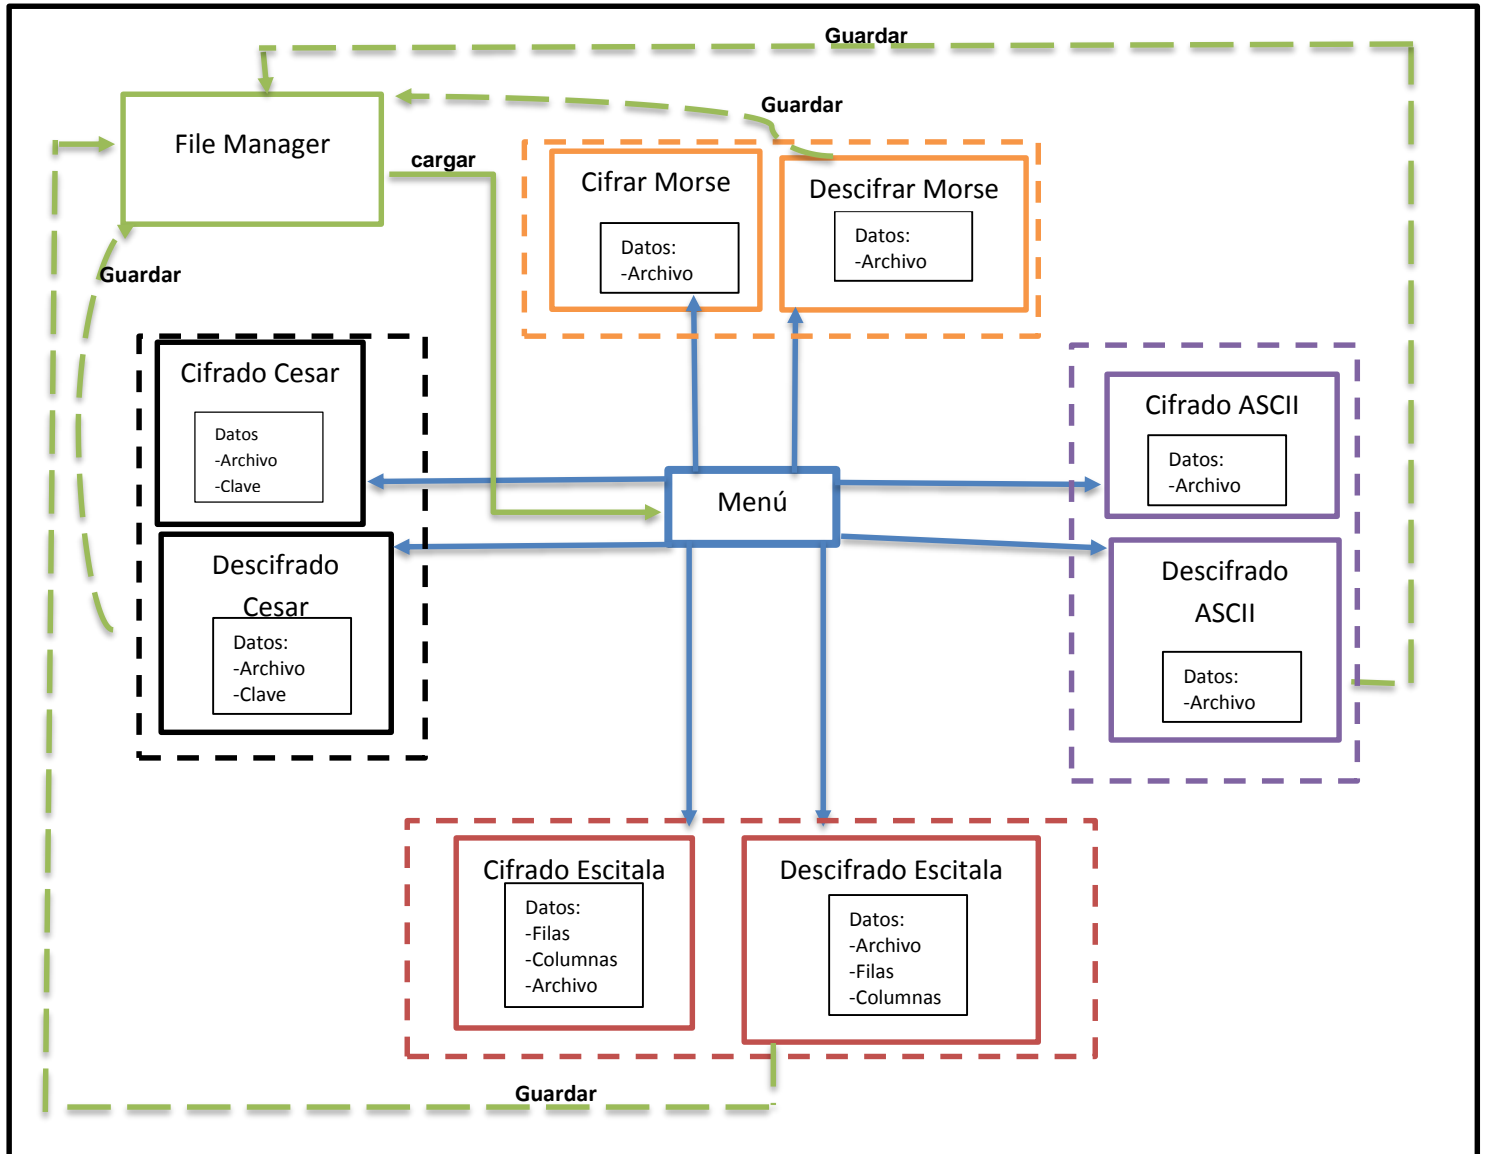 Guardar
Guardar
File Manager
cargar
Cifrar Morse
Datos:
-Archivo
Descifrar Morse
Datos:
-Archivo
Guardar
Cifrado Cesar
Datos
-Archivo
-Clave
Descifrado
Cesar
Datos:
-Archivo
-Clave
Menú
Cifrado ASCII
Datos:
-Archivo
Descifrado
ASCII
Datos:
-Archivo
Cifrado Escitala
Datos:
-Filas
-Columnas
-Archivo
Descifrado Escitala
Datos:
-Archivo
-Filas
-Columnas
Guardar